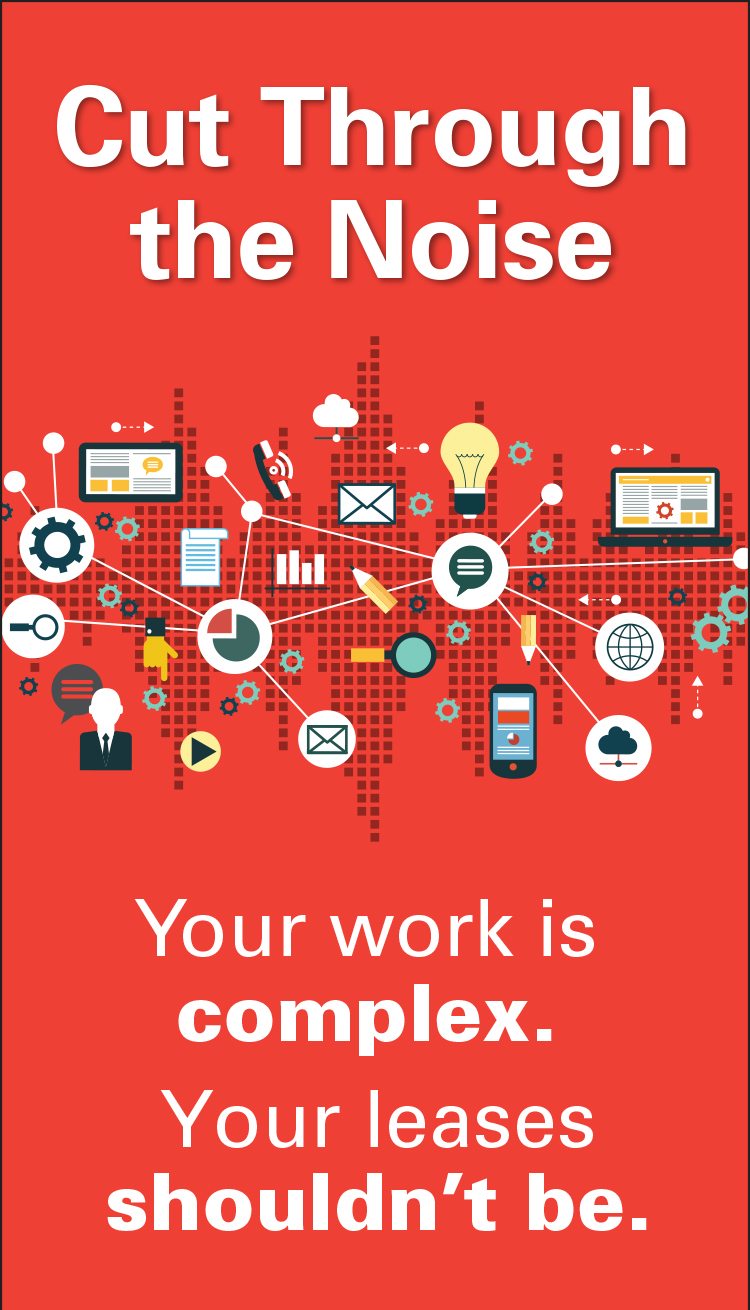 Cut Through
the Noise
Your work is
complex.
Your leases
shouldn’t be.